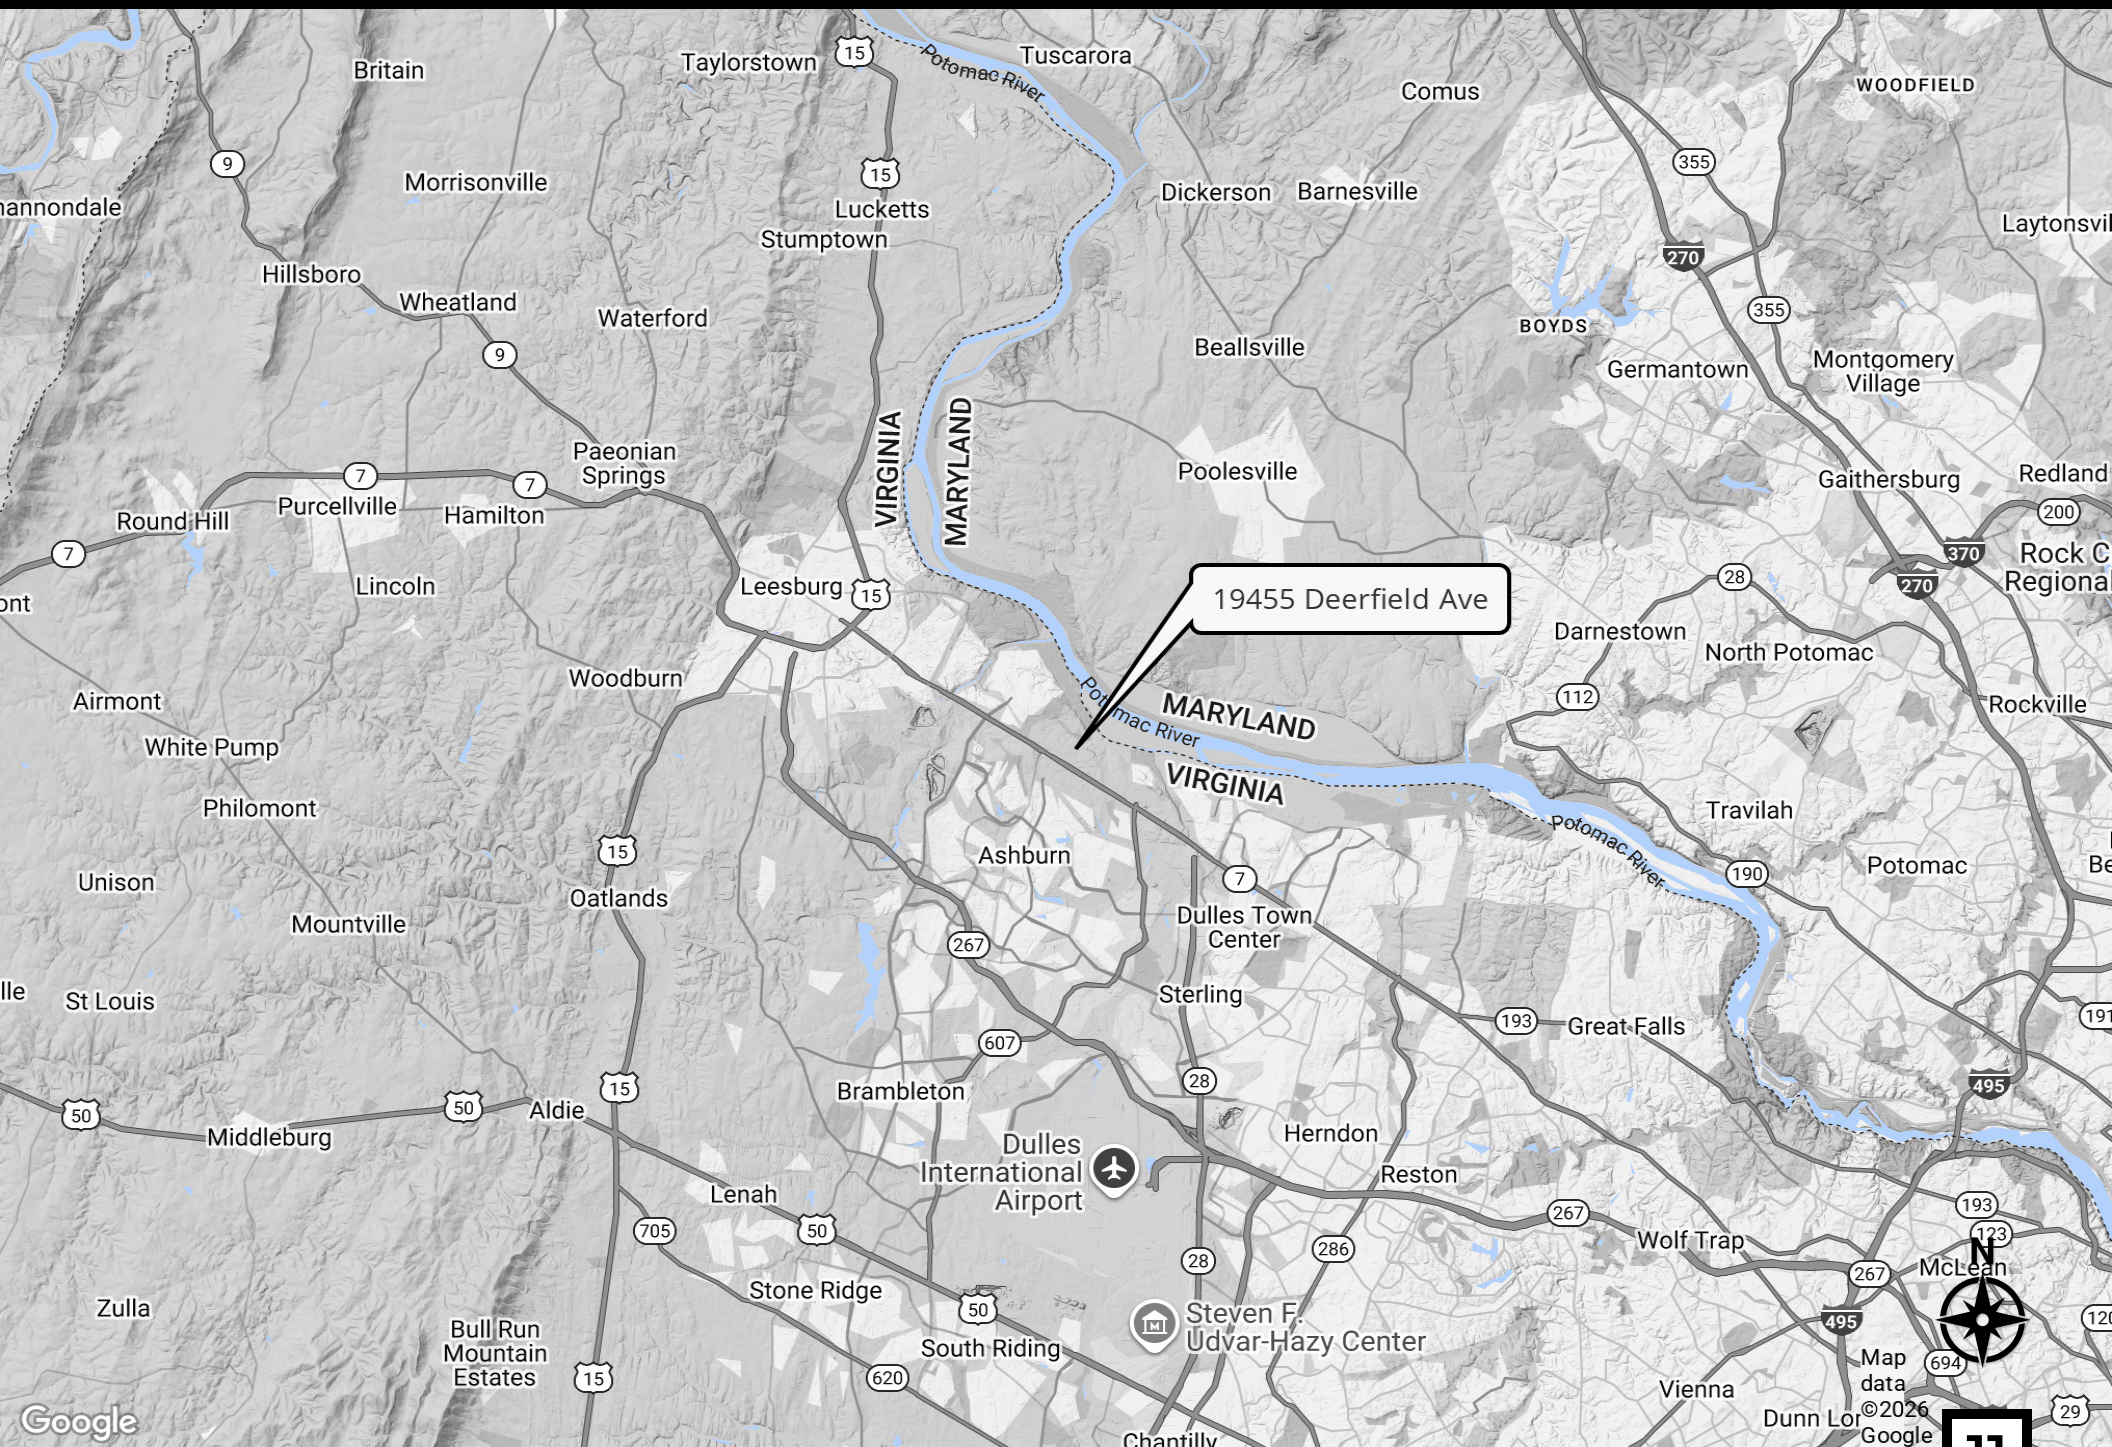 Britain
Taylorstown
15
Potomac River
Tuscarora
Comus
WOODFIELD
9
355
15
Morrisonville
Dickerson
Barnesville
hannondale
Lucketts
Laytonsvil
Stumptown
270
Hillsboro
Wheatland
355
Waterford
BOYDS
9
Beallsville
Germantown
Montgomery
Village
VIRGINIA
MARYLAND
Paeonian
Springs
Poolesville
7
7
Gaithersburg
Redland
Purcellville
Hamilton
Round Hill
200
7
370
Rock C
Regional
28
270
Lincoln
Leesburg
15
ont
19455 Deerfield Ave
Darnestown
North Potomac
Woodburn
112
Airmont
Rockville
Potomac River
MARYLAND
White Pump
VIRGINIA
Philomont
Travilah
Potomac River
15
Ashburn
Potomac
Be
190
Unison
7
Oatlands
Mountville
Dulles Town
Center
267
lle
St Louis
Sterling
193
Great Falls
191
607
28
495
15
Brambleton
50
50
Aldie
Middleburg
Herndon
Dulles
International
Airport
Reston
Lenah
193
267
50
705
123
Wolf Trap
286
28
N
McLean
267
Stone Ridge
Zulla
50
Steven F.
Udvar-Hazy Center
495
120
Bull Run
Mountain
Estates
South Riding
15
620
694
Vienna
Map
data
©2026
Google
Dunn Lor
29
Google
Chantilly
11